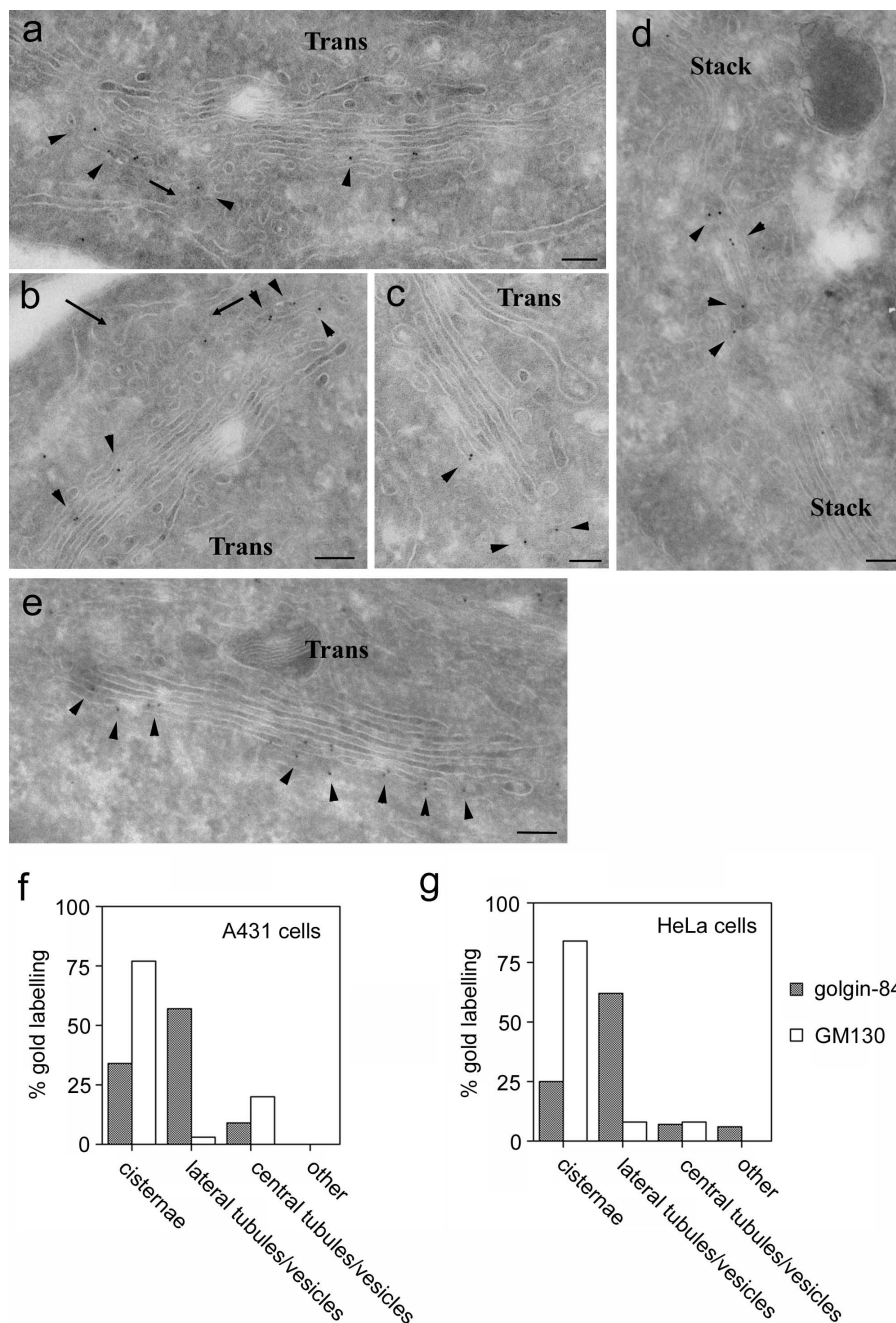 a
Trans
b
Trans
c
Trans
d
Stack
Stack
e
Trans
f
100
75
50
25
0
% gold labelling
A431 cells
cisternae
lateral tubules/vesicles
central tubules/vesicles
other
g
100
75
50
25
0
% gold labelling
HeLa cells
cisternae
lateral tubules/vesicles
central tubules/vesicles
other
golgin-84
GM130